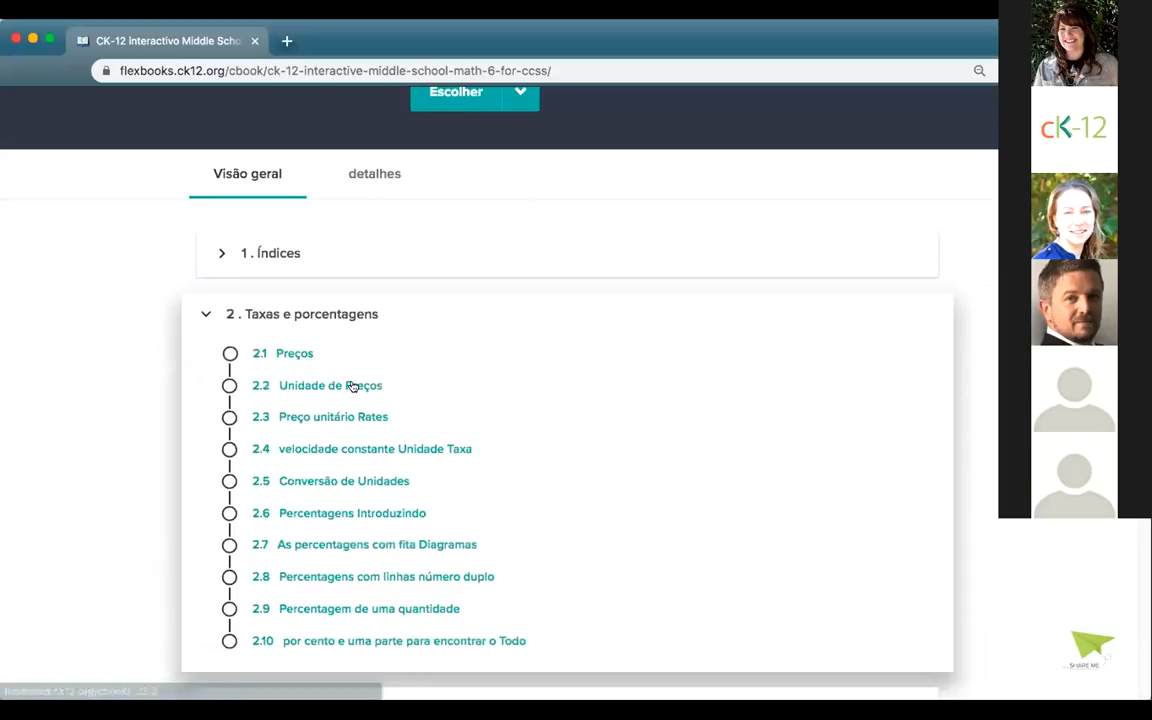 CK-12 interactivo Middle Scho
flexbooks.ck12.org/cbook/ck-12-interactive-middle-school-math-6-for-ccss/
Escolher
Visão geral
detalhes
1 . Índices
2 . Taxas e porcentagens
2.1 Preços
2.2 Unidade de Preços
2.3 Preço unitário Rates
2.4 velocidade constante Unidade Taxa
2.5 Conversão de Unidades
2.6 Percentagens Introduzindo
2.7 As percentagens com fita Diagramas
2.8 Percentagens com linhas número duplo
2.9 Percentagem de uma quantidade
2.10 por cento e uma parte para encontrar o Todo
cK-12
SHARE ME